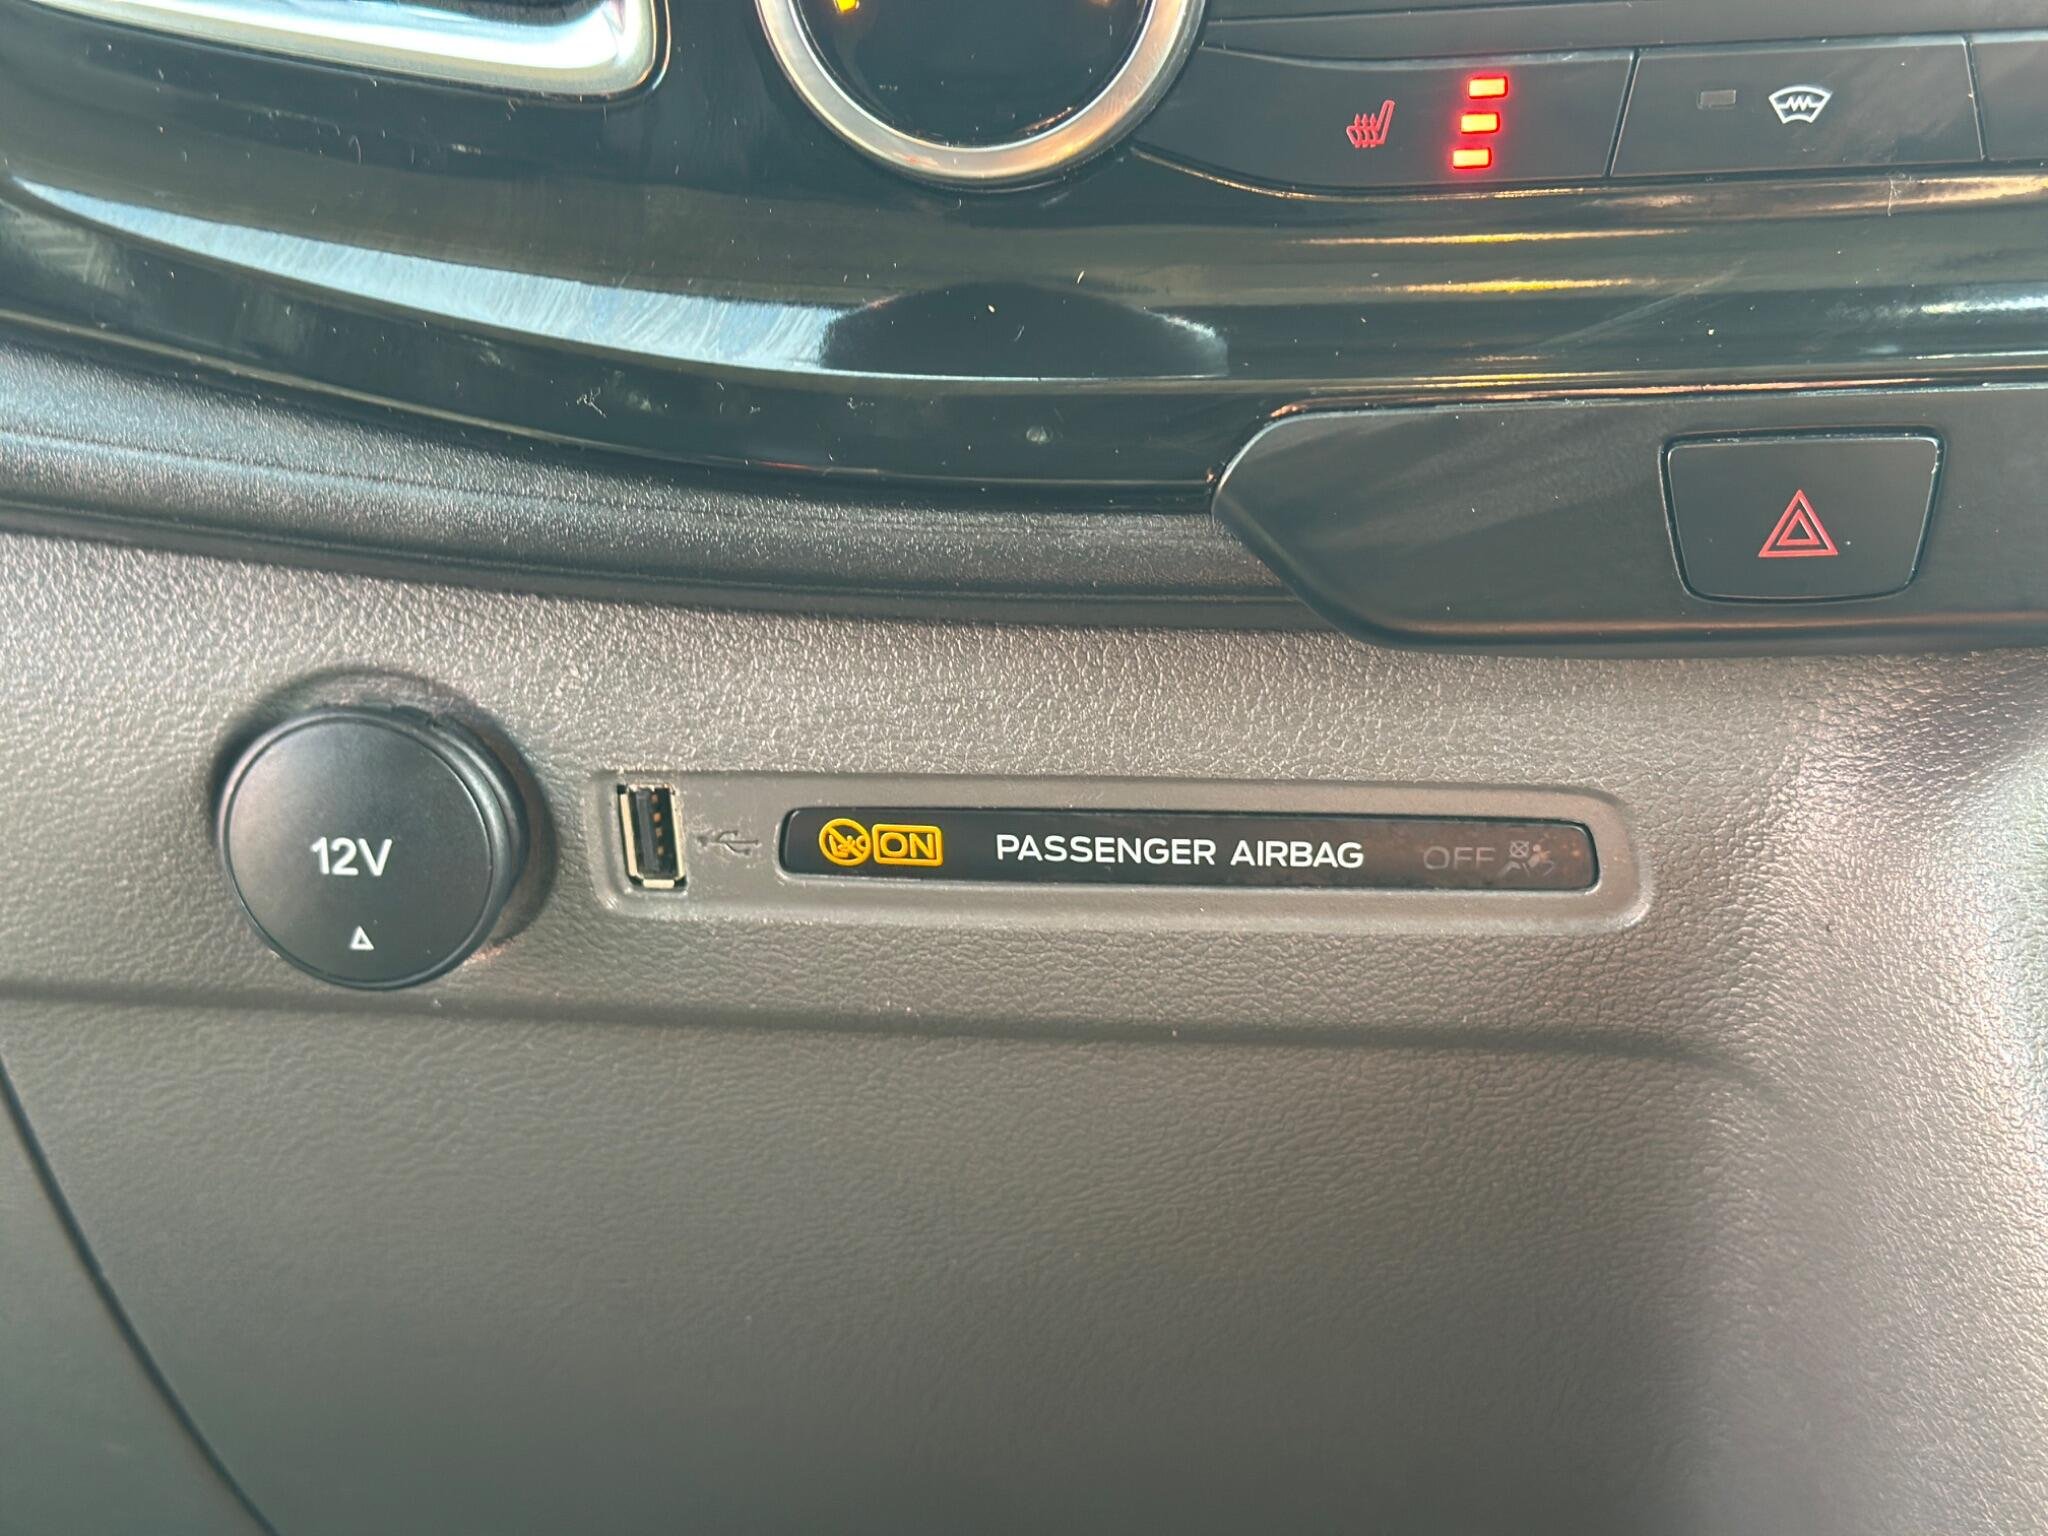 12V
ON PASSENGER AIRBAG OFF